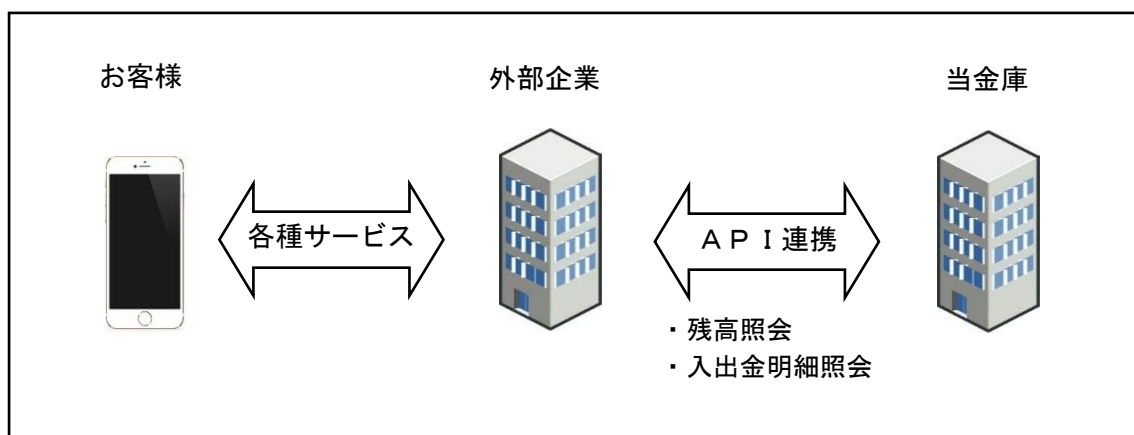 お客様
外部企業
当金庫
各種サービス
ＡＰＩ連携
・残高照会
・入出金明細照会